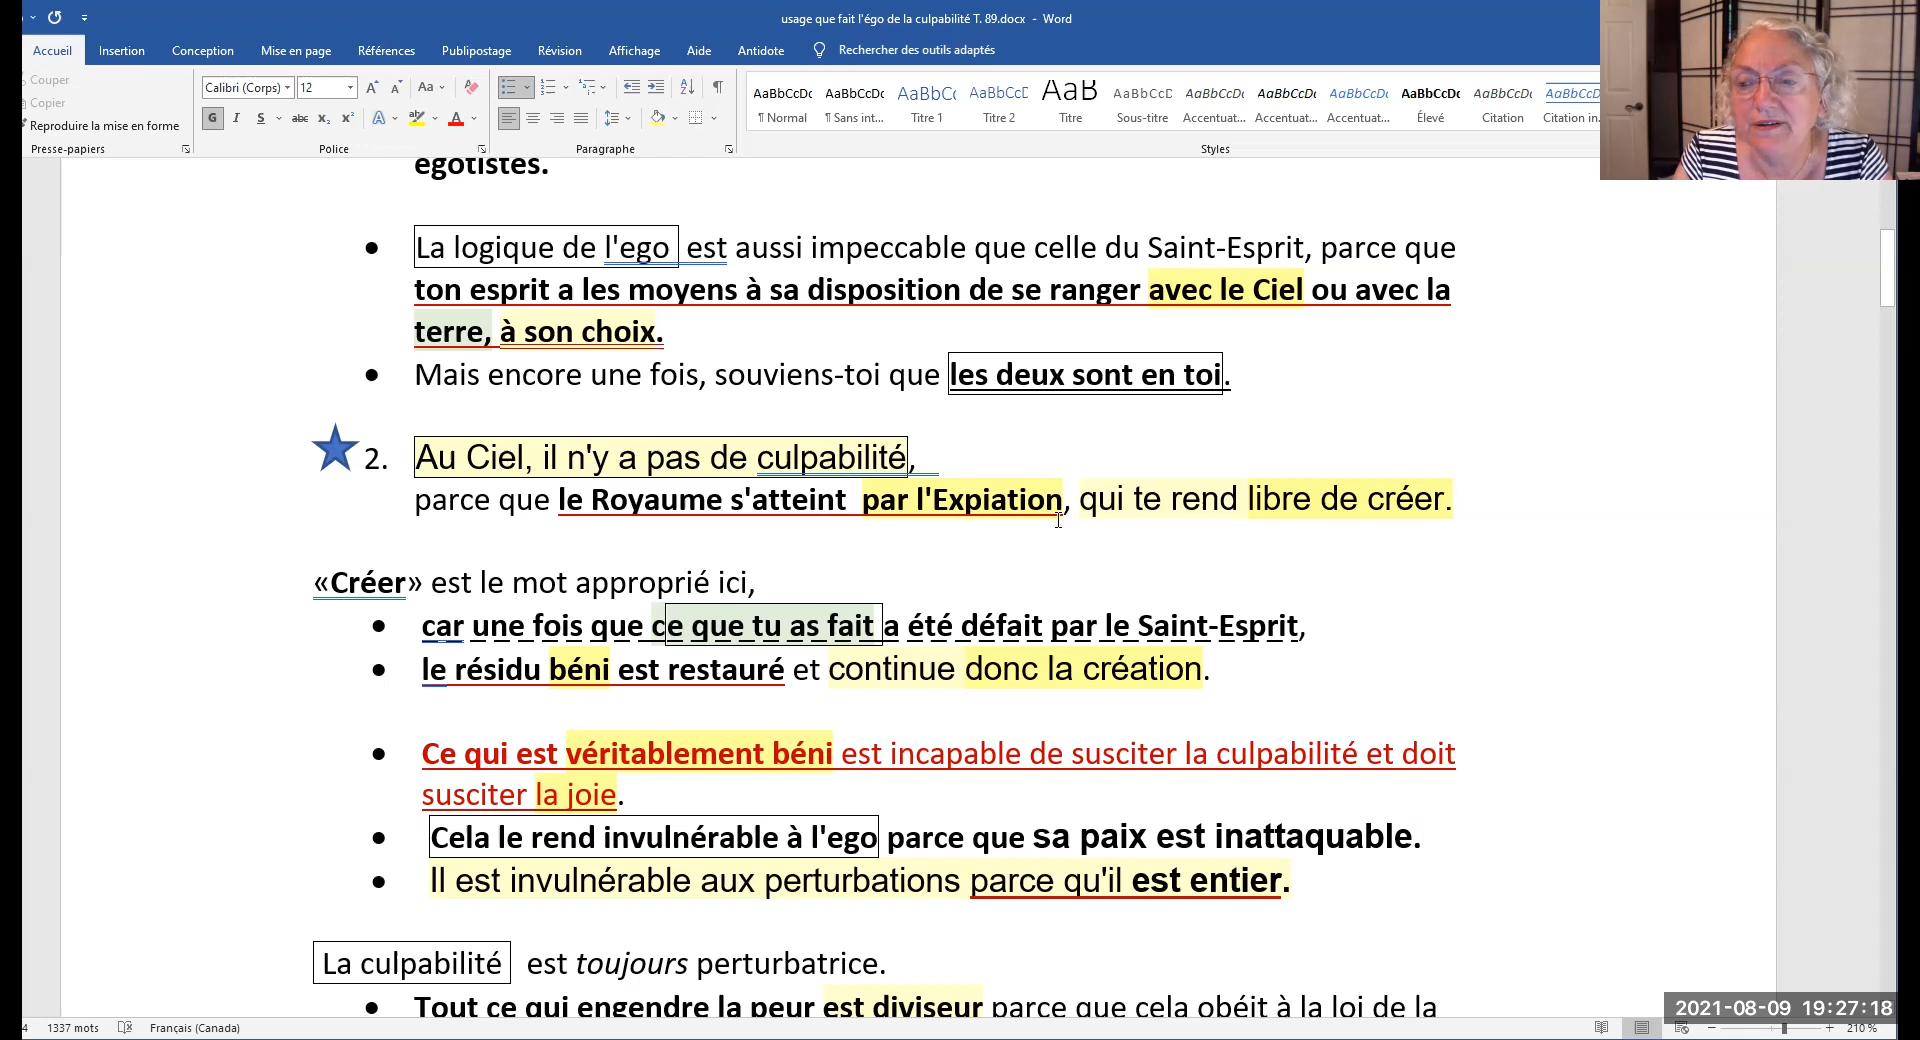 usage que fait l'égo de la culpabilité T. 89.docx - Word
Accueil Insertion Conception Mise en page Références Publipostage Révision Affichage Aide Antidote Rechercher des outils adaptés
Couper
Copier
Reproduire la mise en forme
Calibri (Corps) 12 Aa
G I S abc x₂ x² A ab A
AaBbCcDc AaBbCcDc AaBbCc AaBbCcD AaB AaBbCcD AaBbCcDc AaBbCcDc AaBbCcDc AaBbCcDc AaBbCcDc AaBbCcDc
¶ Normal ¶ Sans int... Titre 1 Titre 2 Titre Sous-titre Accentuat... Accentuat... Accentuat... Élevé Citation Citation in...
Presse-papiers Police Paragraphe Styles
egotistes.
• La logique de l'ego est aussi impeccable que celle du Saint-Esprit, parce que
ton esprit a les moyens à sa disposition de se ranger avec le Ciel ou avec la
terre, à son choix.
• Mais encore une fois, souviens-toi que les deux sont en toi.
2. Au Ciel, il n'y a pas de culpabilité,
parce que le Royaume s'atteint par l'Expiation, qui te rend libre de créer.
«Créer» est le mot approprié ici,
• car une fois que ce que tu as fait a été défait par le Saint-Esprit,
• le résidu béni est restauré et continue donc la création.
• Ce qui est véritablement béni est incapable de susciter la culpabilité et doit
susciter la joie.
• Cela le rend invulnérable à l'ego parce que sa paix est inattaquable.
• Il est invulnérable aux perturbations parce qu'il est entier.
La culpabilité est toujours perturbatrice.
• Tout ce qui engendre la peur est diviseur parce que cela obéit à la loi de la
2021-08-09 19:27:18
4 1337 mots Français (Canada) 210 %